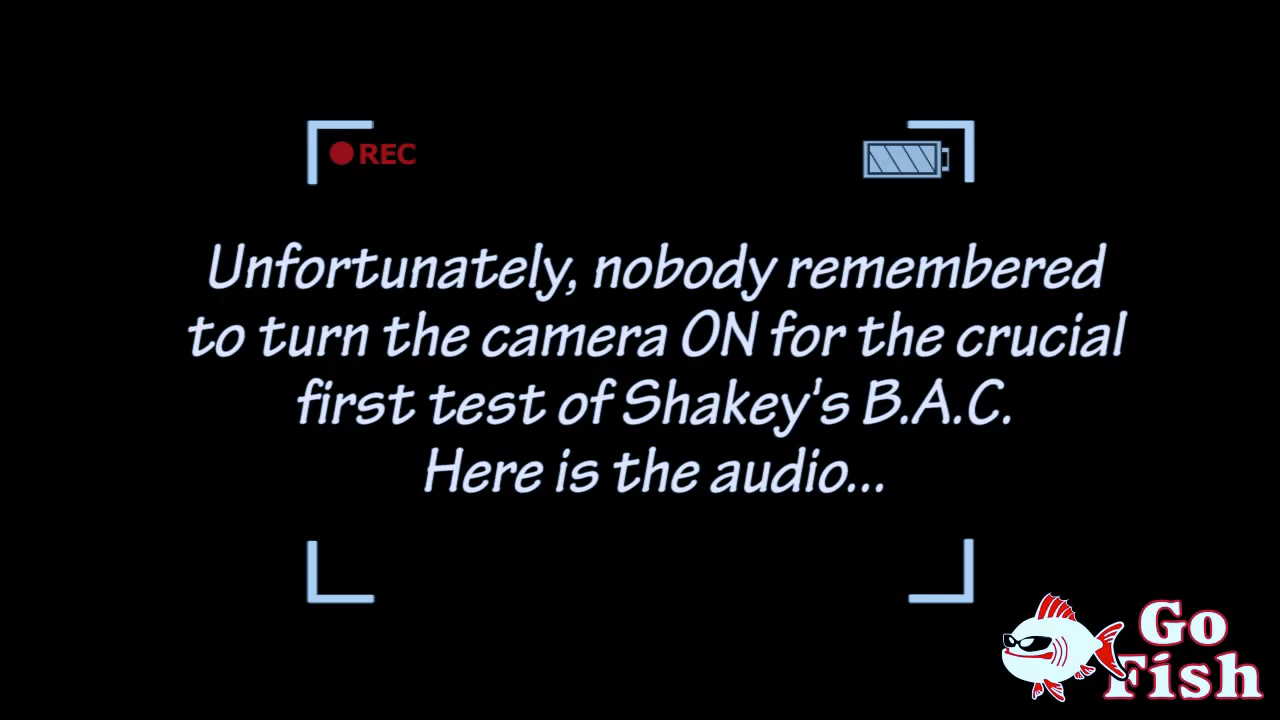 REC
Unfortunately, nobody remembered
to turn the camera ON for the crucial
first test of Shakey's B.A.C.
Here is the audio...
Go
Fish